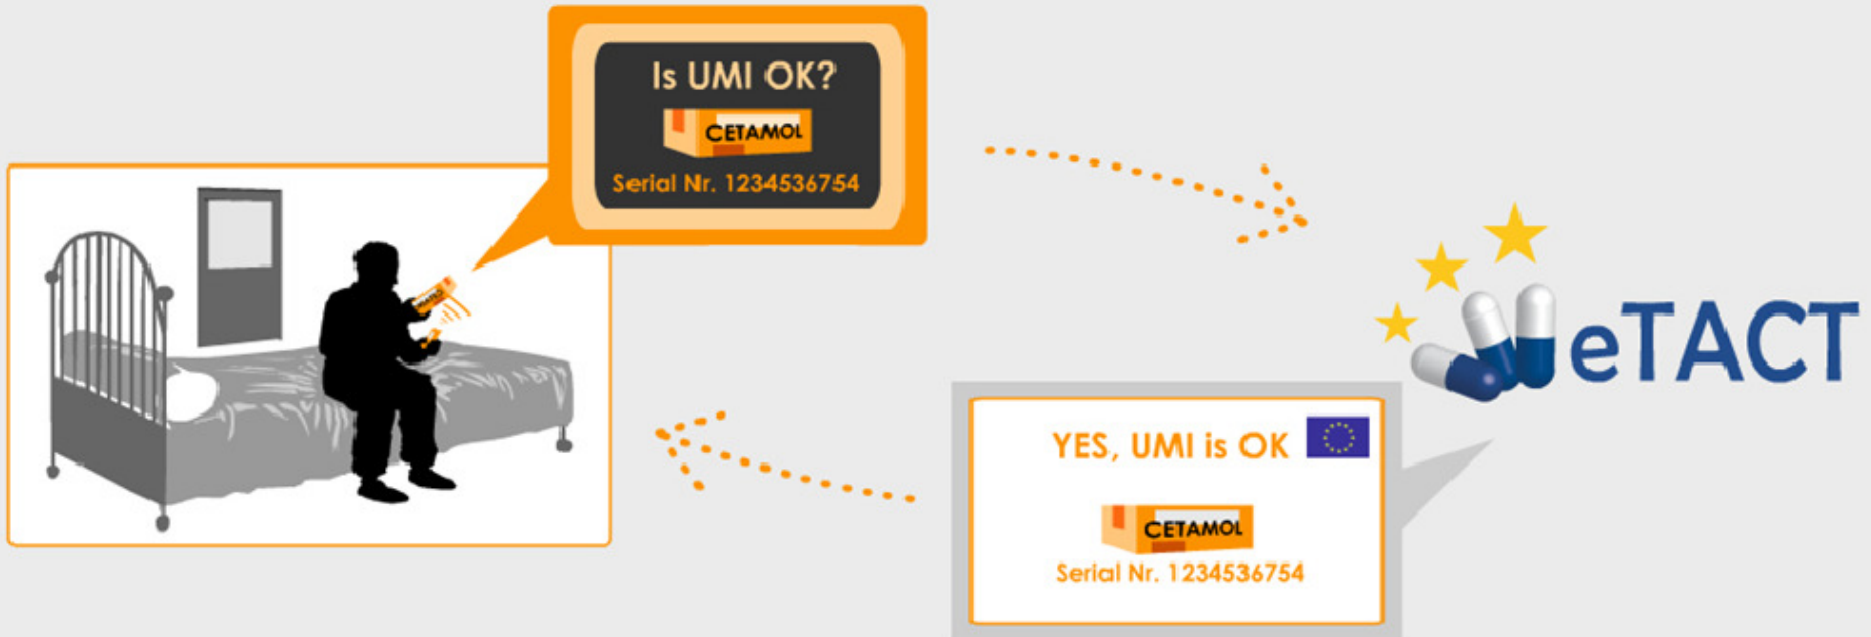 Is UMI OK?
CETAMOL
Serial Nr. 1234536754
eTACT
YES, UMI is OK
CETAMOL
Serial Nr. 1234536754